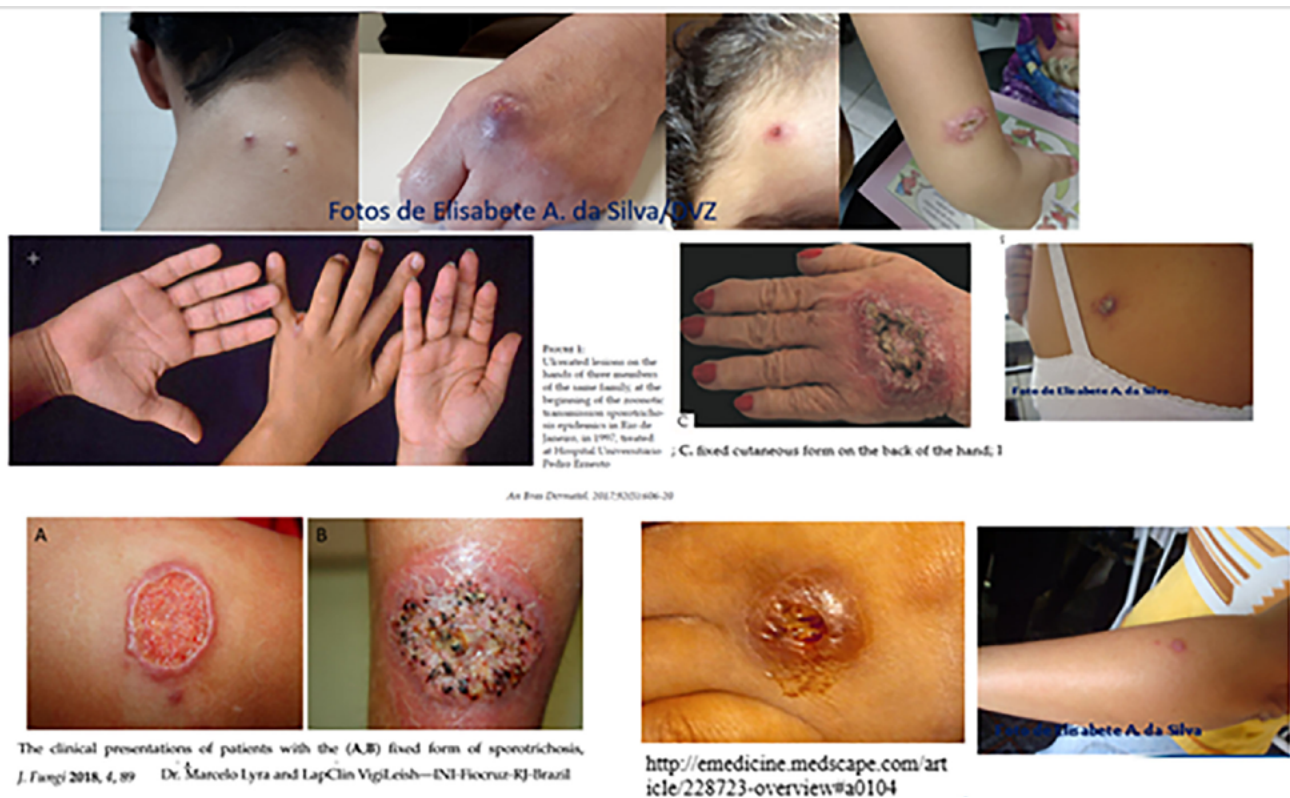 Fotos de Elisabete A. da Silva/DVZ
FIGURE 1:
Ulcerated lesions on the
hands of three members
of the same family, at the
beginning of the zoonotic
transmission sporotricho-
sis epidemics in Rio de
Janeiro, in 1997, treated
at Hospital Universitário
Pedro Ernesto
C
; C. fixed cutaneous form on the back of the hand; 
Foto de Elisabete A. da Silva
An Bras Dermatol. 2017;92(5):606-20
A
B
The clinical presentations of patients with the (A,B) fixed form of sporotrichosis,
J. Fungi 2018, 4, 89
Dr. Marcelo Lyra and LapClin VigiLeish—INI-Fiocruz-RJ-Brazil
http://emedicine.medscape.com/art
icle/228723-overview#a0104
Foto de Elisabete A. da Silva